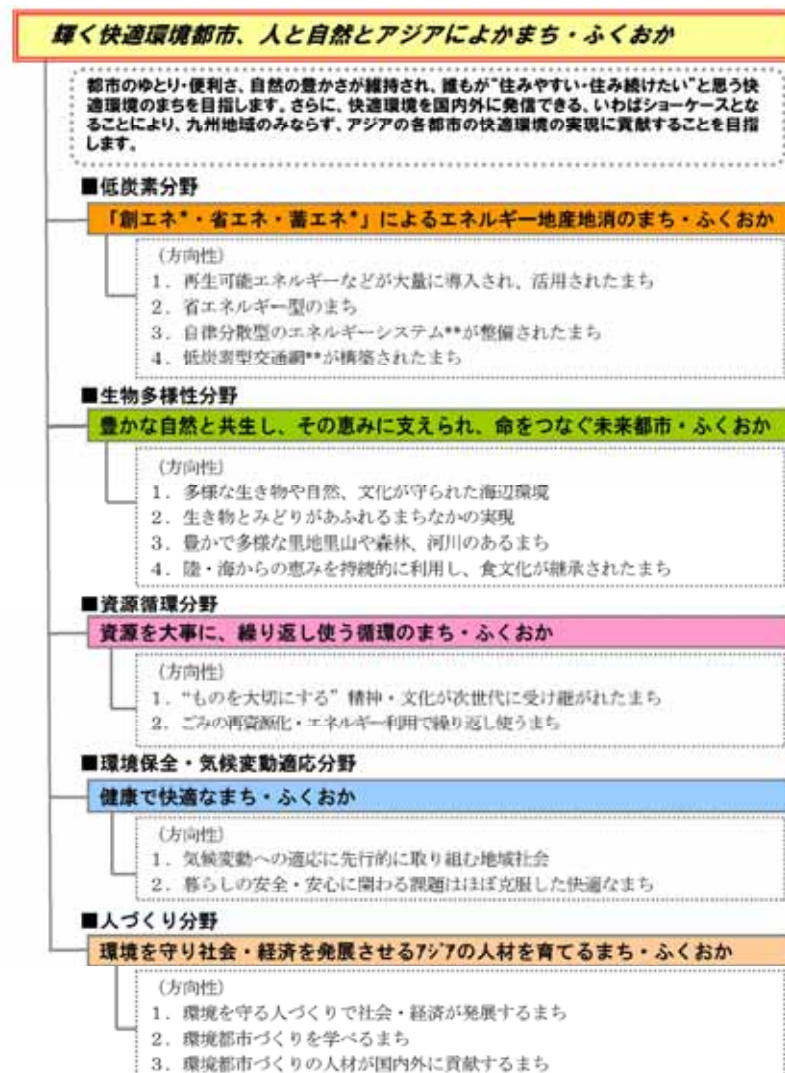 輝く快適環境都市、人と自然とアジアによかまち・ふくおか
都市のゆとり・便利さ、自然の豊かさが維持され、誰もが“住みやすい・住み続けたい”と思う快
適環境のまちを目指します。さらに、快適環境を国内外に発信できる、いわばショーケースとな
ることにより、九州地域のみならず、アジアの各都市の快適環境の実現に貢献することを目指
します。
■低炭素分野
「創エネ*・省エネ・蓄エネ*」によるエネルギー地産地消のまち・ふくおか
(方向性)
1．再生可能エネルギーなどが大量に導入され、活用されたまち
2．省エネルギー型のまち
3．自律分散型のエネルギーシステム**が整備されたまち
4．低炭素型交通網**が構築されたまち
■生物多様性分野
豊かな自然と共生し、その恵みに支えられ、命をつなぐ未来都市・ふくおか
(方向性)
1．多様な生き物や自然、文化が守られた海辺環境
2．生き物とみどりがあふれるまちなかの実現
3．豊かで多様な里地里山や森林、河川のあるまち
4．陸・海からの恵みを持続的に利用し、食文化が継承されたまち
■資源循環分野
資源を大事に、繰り返し使う循環のまち・ふくおか
(方向性)
1．“ものを大切にする”精神・文化が次世代に受け継がれたまち
2．ごみの再資源化・エネルギー利用で繰り返し使うまち
■環境保全・気候変動適応分野
健康で快適なまち・ふくおか
(方向性)
1．気候変動への適応に先行的に取り組む地域社会
2．暮らしの安全・安心に関わる課題はほぼ克服した快適なまち
■人づくり分野
環境を守り社会・経済を発展させるｱｼﾞｱの人材を育てるまち・ふくおか
(方向性)
1．環境を守る人づくりで社会・経済が発展するまち
2．環境都市づくりを学べるまち
3．環境都市づくりの人材が国内外に貢献するまち